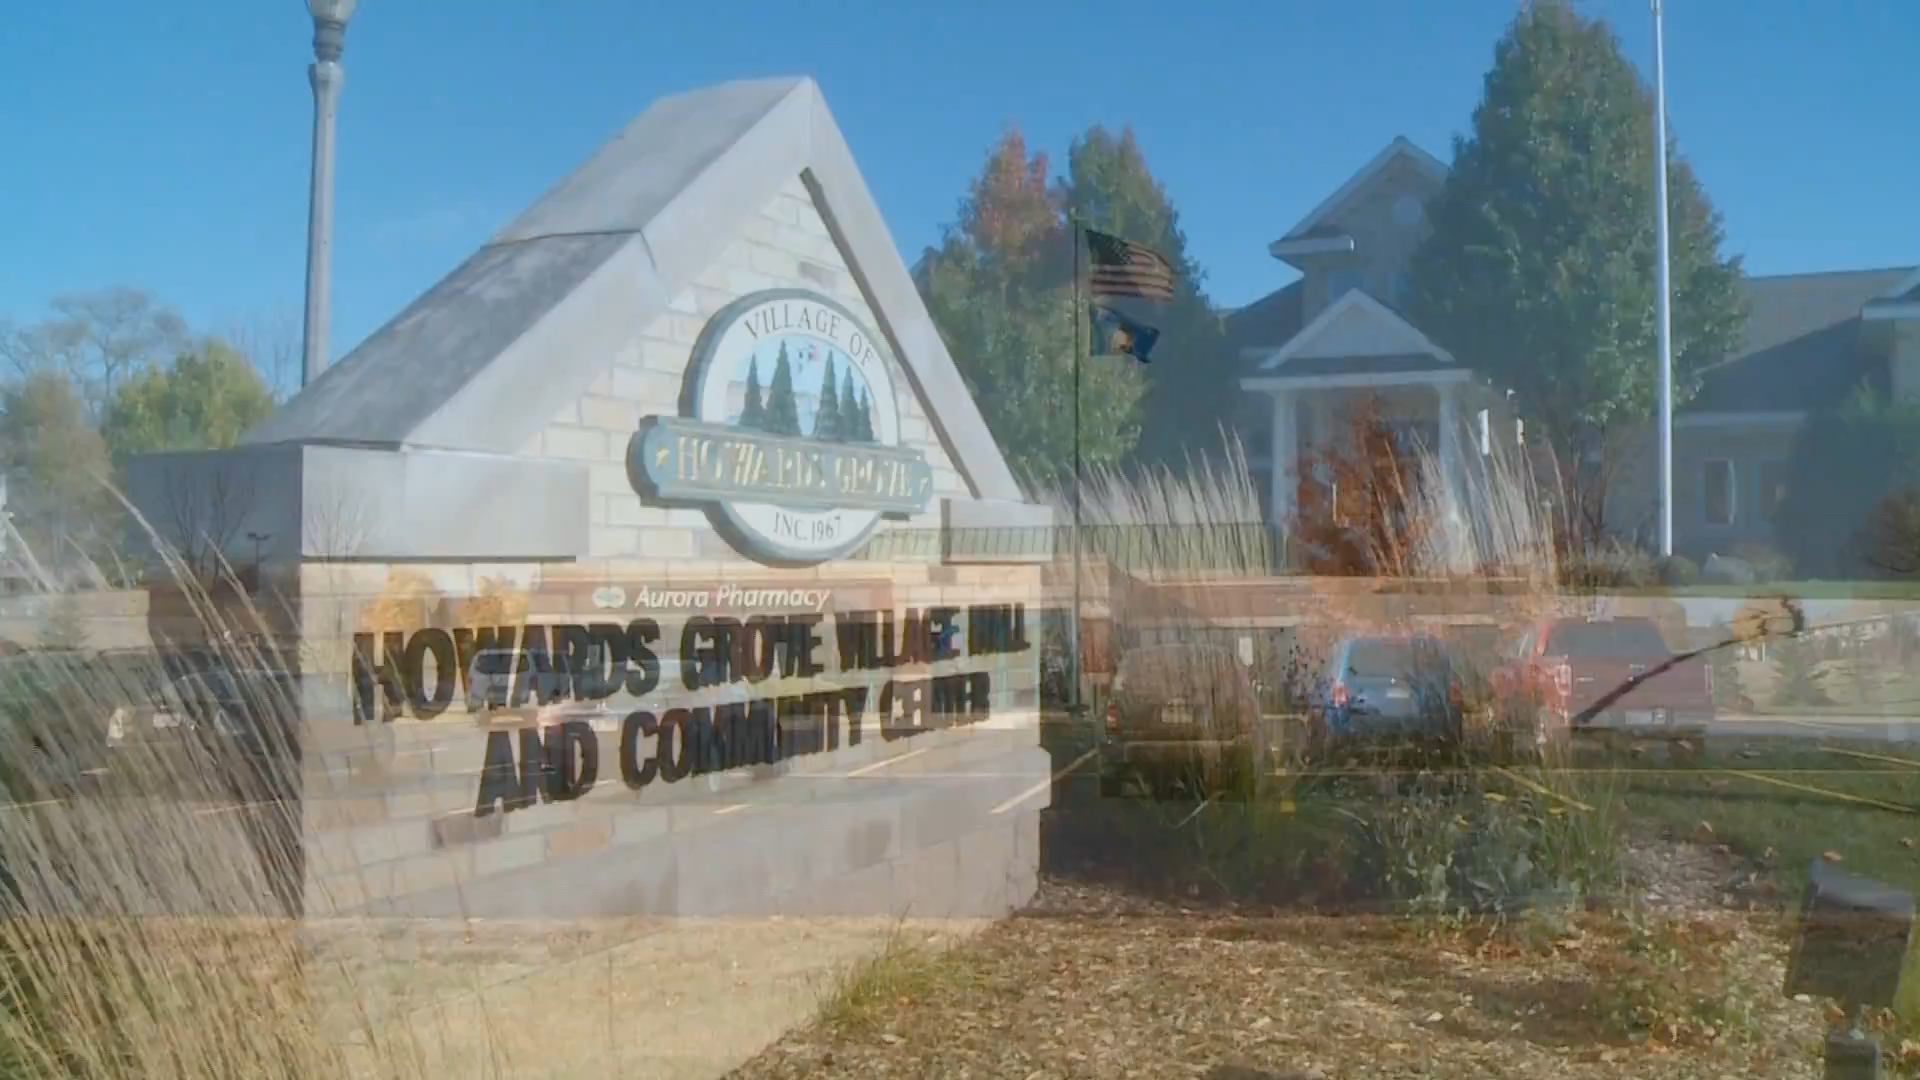 VILLAGE OF
HOWARDS GROVE
INC. 1967
Aurora Pharmacy
HOWARDS GROVE VILLAGE HALL
AND COMMUNITY CENTER